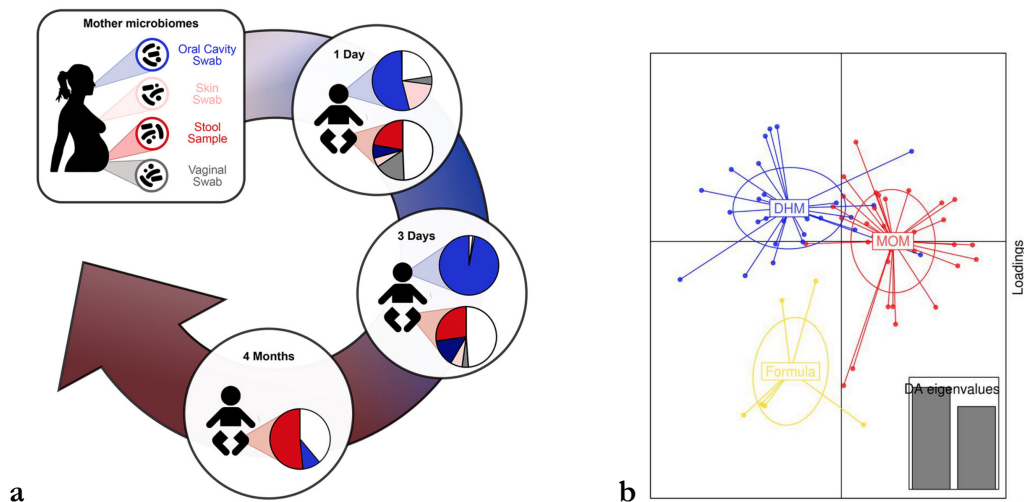 Mother microbiomes
Oral Cavity
Swab
Skin
Swab
Stool
Sample
Vaginal
Swab
1 Day
3 Days
4 Months
a
DHM
MOM
Formula
DA eigenvalues
Loadings
b